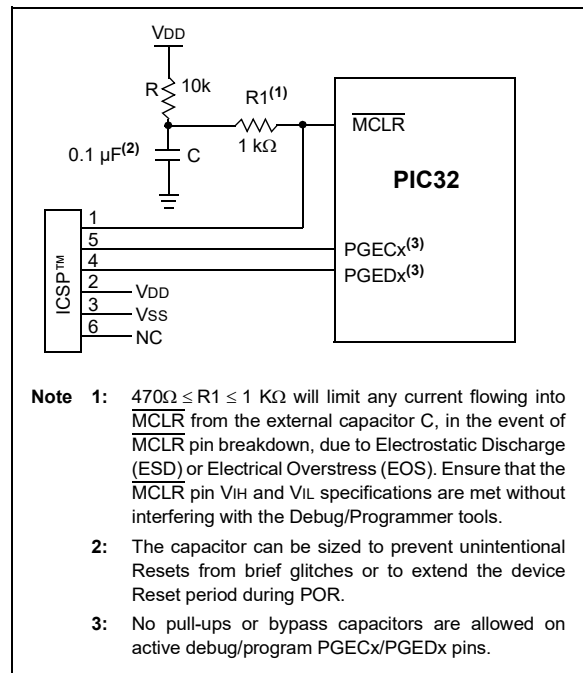 VDD
R 10k
R1(1)
1 kΩ
0.1 µF(2)
C
MCLR
PIC32
ICSP™
1
5
4
2
3
6
PGECx(3)
PGEDx(3)
VDD
VSS
NC
Note 1: 470Ω ≤ R1 ≤ 1 KΩ will limit any current flowing into
MCLR from the external capacitor C, in the event of
MCLR pin breakdown, due to Electrostatic Discharge
(ESD) or Electrical Overstress (EOS). Ensure that the
MCLR pin VIH and VIL specifications are met without
interfering with the Debug/Programmer tools.
2: The capacitor can be sized to prevent unintentional
Resets from brief glitches or to extend the device
Reset period during POR.
3: No pull-ups or bypass capacitors are allowed on
active debug/program PGECx/PGEDx pins.